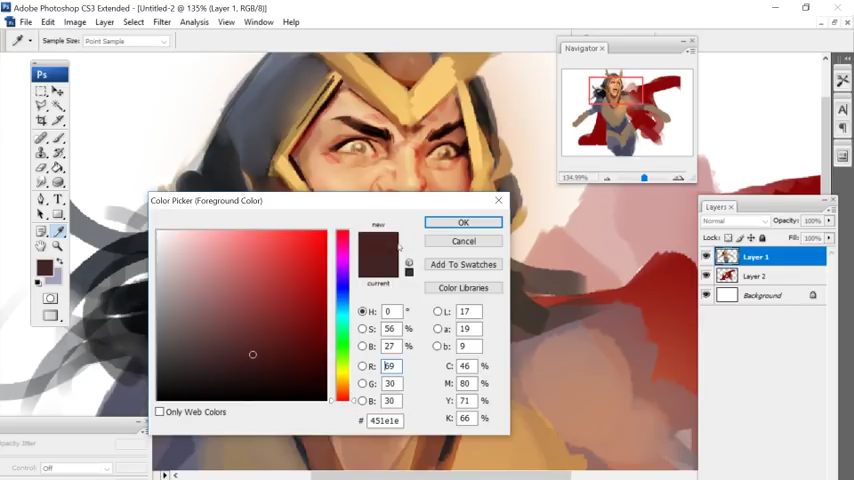 Ps Adobe Photoshop CS3 Extended - [Untitled-2 @ 135% (Layer 1, RGB/8)]
File Edit Image Layer Select Filter Analysis View Window Help
Sample Size: Point Sample
Navigator ×
134.99%
Ps
T
Color Picker (Foreground Color)
new
current
OK
Cancel
Add To Swatches
Color Libraries
H: 0 °
S: 56 %
B: 27 %
R: 69
G: 30
B: 30
L: 17
a: 19
b: 9
C: 46 %
M: 80 %
Y: 71 %
K: 66 %
# 451e1e
Only Web Colors
Layers ×
Normal Opacity: 100%
Lock: Fill: 100%
Layer 1
Layer 2
Background
Opacity Jitter
Control: Off